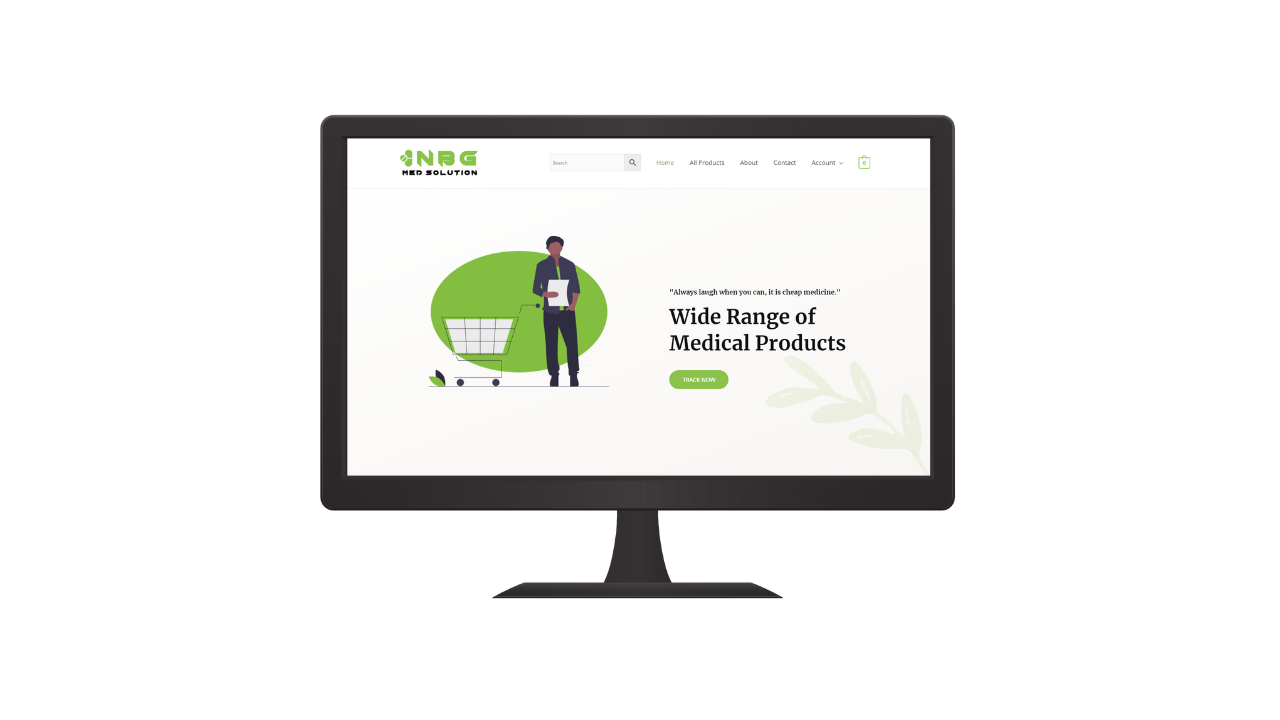 NBG
MED SOLUTION
Search
Home
All Products
About
Contact
Account
0
"Always laugh when you can, it is cheap medicine."
Wide Range of
Medical Products
TRACK NOW